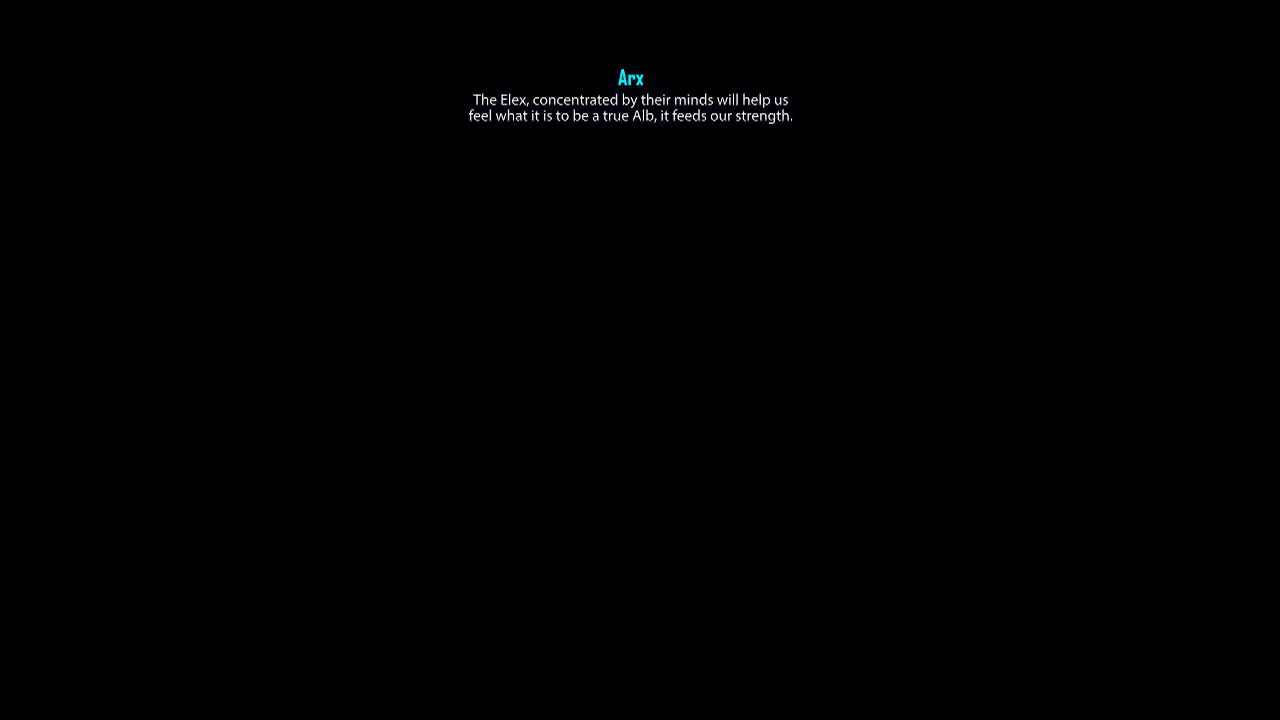 Arx
The Elex, concentrated by their minds will help us
feel what it is to be a true Alb, it feeds our strength.